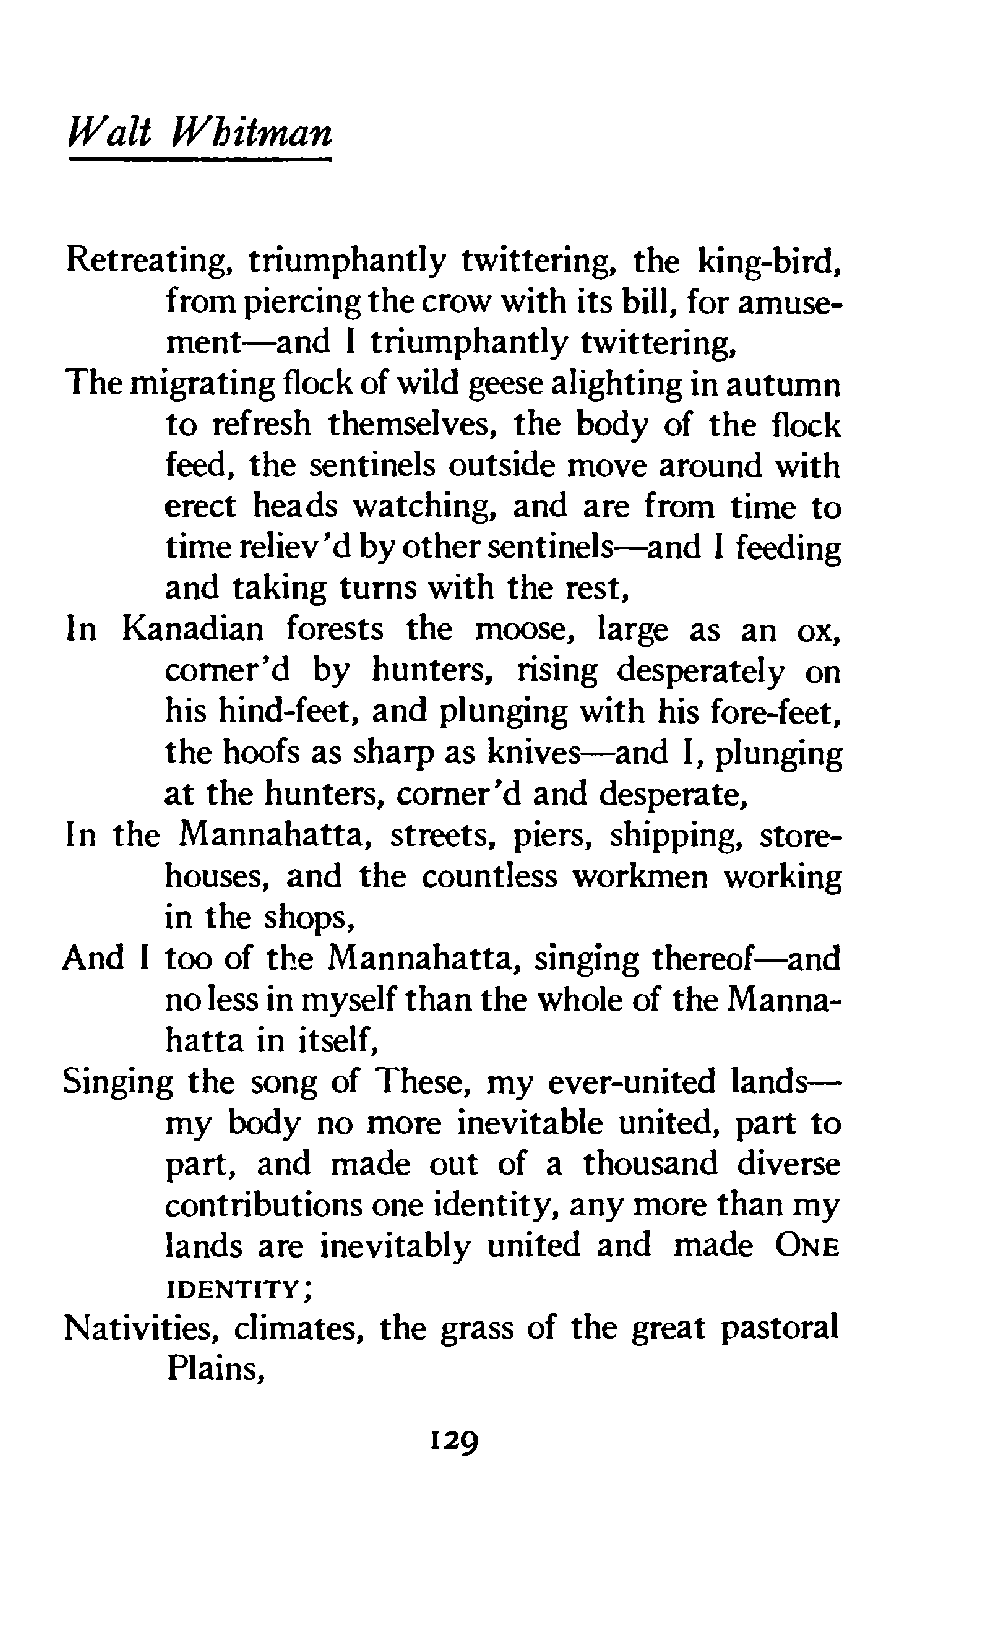 Walt Whitman
Retreating, triumphantly twittering, the king-bird,
from piercing the crow with its bill, for amuse-
ment—and I triumphantly twittering,
The migrating flock of wild geese alighting in autumn
to refresh themselves, the body of the flock
feed, the sentinels outside move around with
erect heads watching, and are from time to
time reliev'd by other sentinels—and I feeding
and taking turns with the rest,
In Kanadian forests the moose, large as an ox,
corner'd by hunters, rising desperately on
his hind-feet, and plunging with his fore-feet,
the hoofs as sharp as knives—and I, plunging
at the hunters, corner'd and desperate,
In the Mannahatta, streets, piers, shipping, store-
houses, and the countless workmen working
in the shops,
And I too of the Mannahatta, singing thereof—and
no less in myself than the whole of the Manna-
hatta in itself,
Singing the song of These, my ever-united lands—
my body no more inevitable united, part to
part, and made out of a thousand diverse
contributions one identity, any more than my
lands are inevitably united and made ONE
IDENTITY;
Nativities, climates, the grass of the great pastoral
Plains,
129